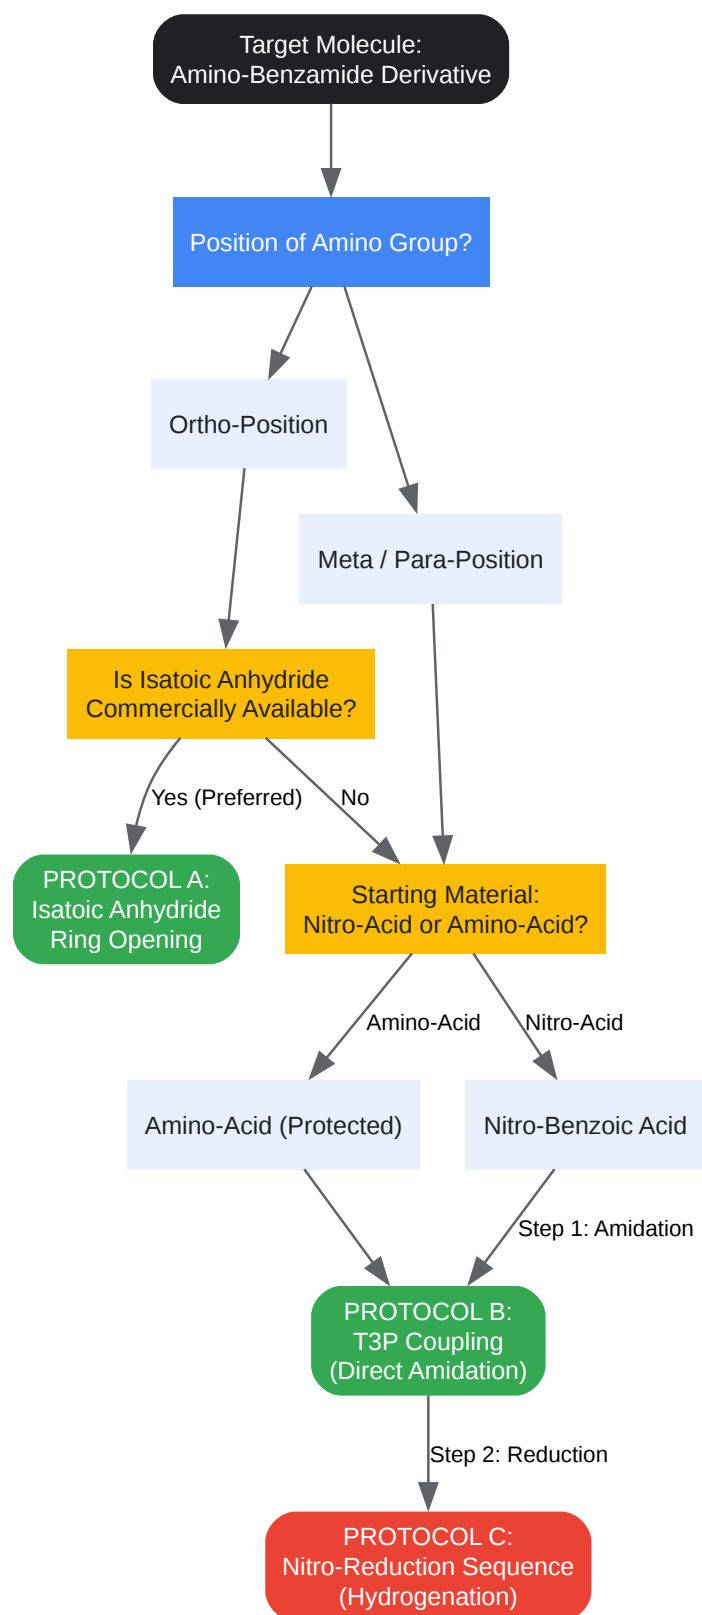 Target Molecule:
Amino-Benzamide Derivative
Position of Amino Group?
Ortho-Position
Meta / Para-Position
Is Isatoic Anhydride
Commercially Available?
Yes (Preferred)
No
PROTOCOL A:
Isatoic Anhydride
Ring Opening
Starting Material:
Nitro-Acid or Amino-Acid?
Amino-Acid
Nitro-Acid
Amino-Acid (Protected)
Nitro-Benzoic Acid
Step 1: Amidation
PROTOCOL B:
T3P Coupling
(Direct Amidation)
Step 2: Reduction
PROTOCOL C:
Nitro-Reduction Sequence
(Hydrogenation)